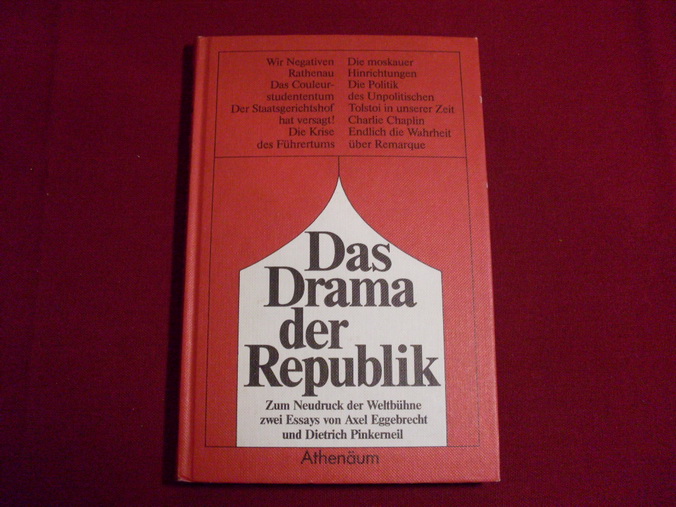 Wir Negativen
Rathenau
Das Couleur-
studententum
Der Staatsgerichtshof
hat versagt!
Die Krise
des Führertums
Die moskauer
Hinrichtungen
Die Politik
des Unpolitischen
Tolstoi in unserer Zeit
Charlie Chaplin
Endlich die Wahrheit
über Remarque
Das
Drama
der
Republik
Zum Neudruck der Weltbühne
zwei Essays von Axel Eggebrecht
und Dietrich Pinkerneil
Athenäum